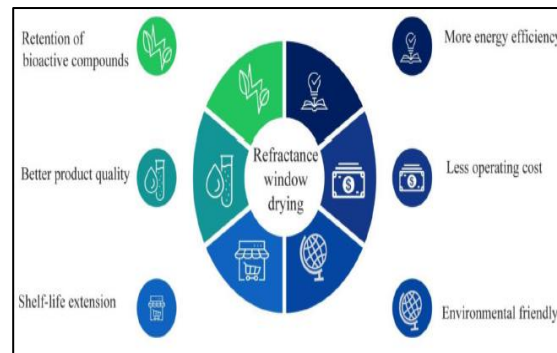 Retention of
bioactive compounds
More energy efficiency
Better product quality
Refractance
window
drying
Less operating cost
Shelf-life extension
Environmental friendly
$
$